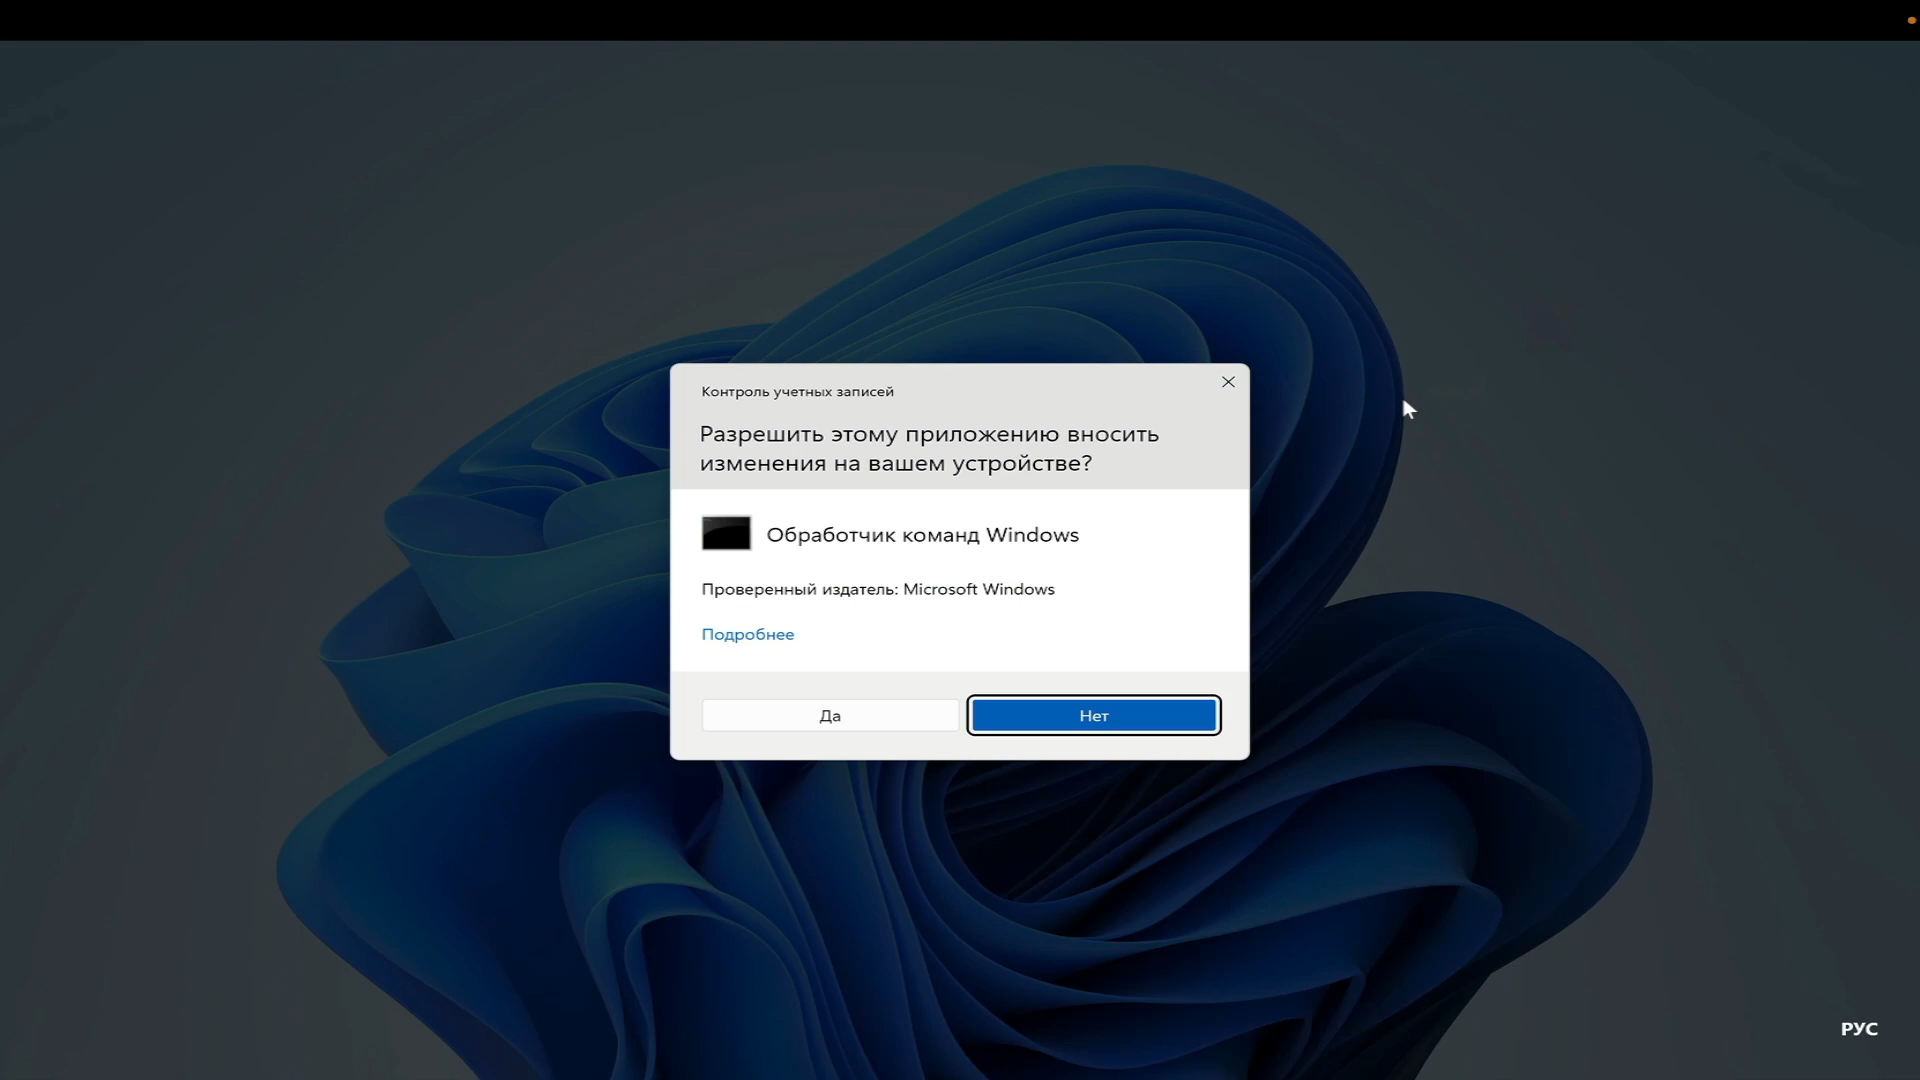 Контроль учетных записей
Разрешить этому приложению вносить
изменения на вашем устройстве?
Обработчик команд Windows
Проверенный издатель: Microsoft Windows
Подробнее
Да
Нет
РУС